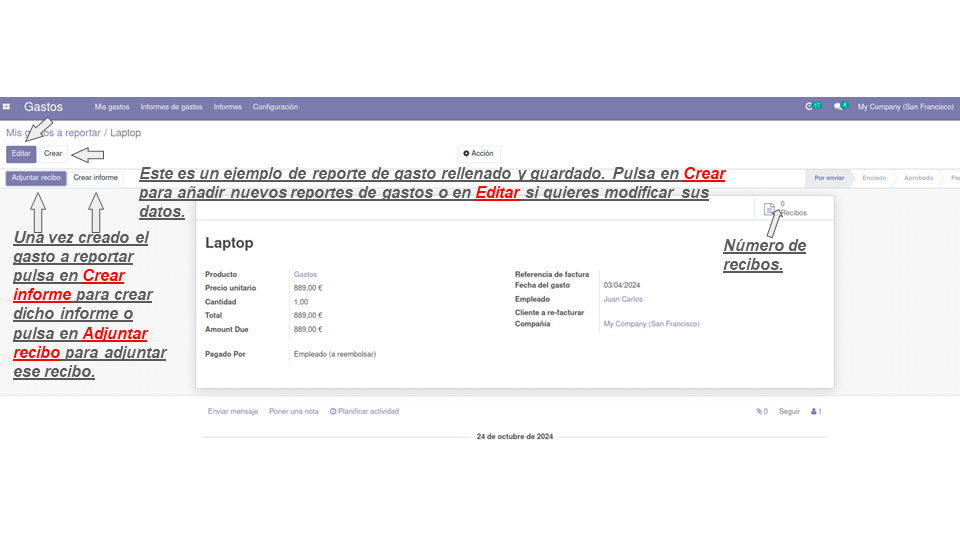 Gastos Mis gastos Informes de gastos Informes Configuración 17 4 My Company (San Francisco)
Mis gastos a reportar / Laptop
Editar Crear Acción
Adjuntar recibo Crear informe Por enviar Enviado Aprobado Pa
Este es un ejemplo de reporte de gasto rellenado y guardado. Pulsa en Crear
para añadir nuevos reportes de gastos o en Editar si quieres modificar sus
datos.
0
Recibos
Una vez creado el
gasto a reportar
pulsa en Crear
informe para crear
dicho informe o
pulsa en Adjuntar
recibo para adjuntar
ese recibo.
Número de
recibos.
Laptop
Producto Gastos
Precio unitario 889,00 €
Cantidad 1,00
Total 889,00 €
Amount Due 889,00 €
Pagado Por Empleado (a reembolsar)
Referencia de factura
Fecha del gasto 03/04/2024
Empleado Juan Carlos
Cliente a re-facturar
Compañía My Company (San Francisco)
Enviar mensaje Poner una nota Planificar actividad 0 Seguir 1
24 de octubre de 2024